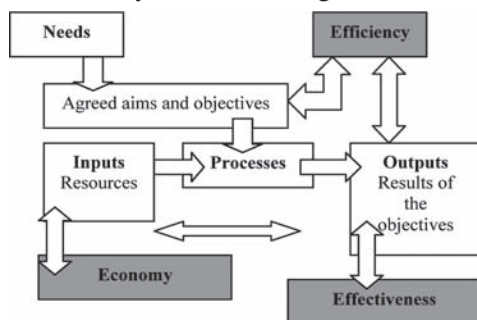 Needs
Efficiency
Agreed aims and objectives
Inputs
Resources
Processes
Outputs
Results of
the
objectives
Economy
Effectiveness